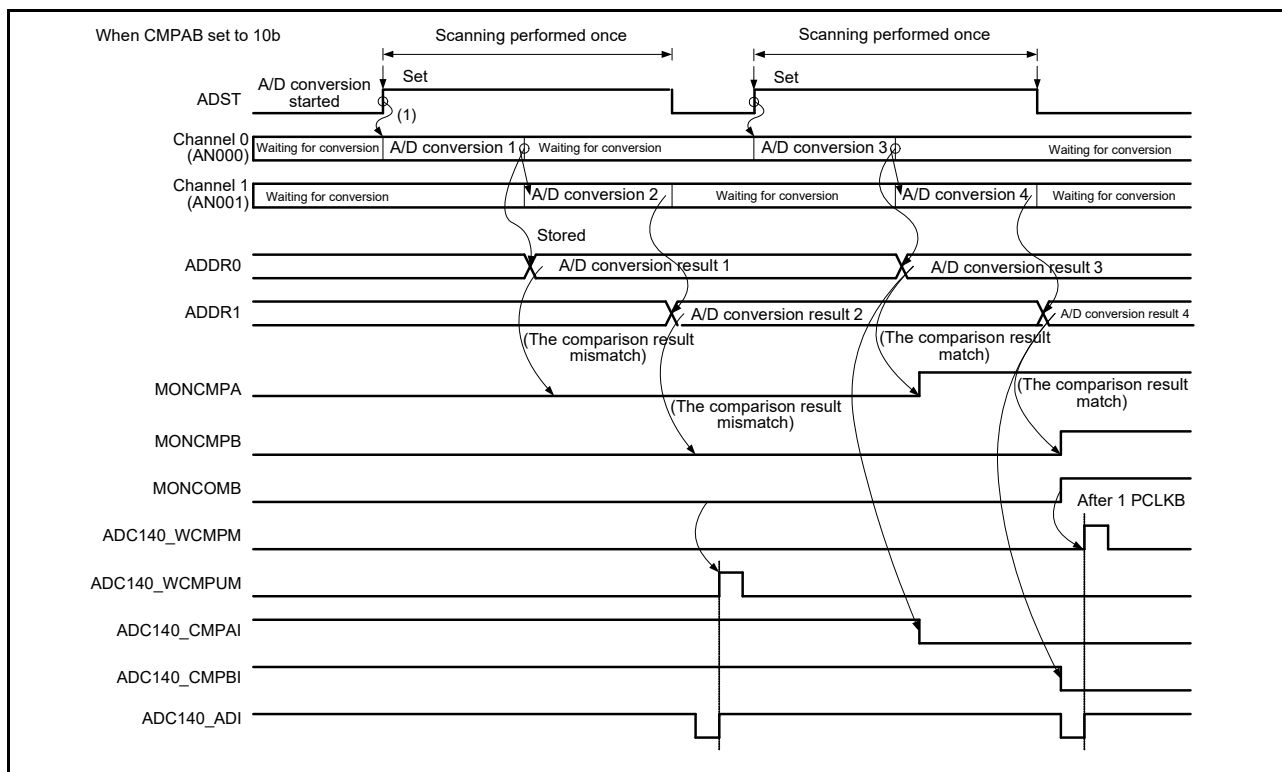 When CMPAB set to 10b
Scanning performed once
Scanning performed once
A/D conversion
started
Set
Set
ADST
(1)
Channel 0
(AN000)
Waiting for conversion
A/D conversion 1
Waiting for conversion
A/D conversion 3
Waiting for conversion
Channel 1
(AN001)
Waiting for conversion
A/D conversion 2
Waiting for conversion
A/D conversion 4
Waiting for conversion
Stored
ADDR0
A/D conversion result 1
A/D conversion result 3
ADDR1
A/D conversion result 2
A/D conversion result 4
(The comparison result
mismatch)
(The comparison result
match)
MONCMPA
(The comparison result
mismatch)
(The comparison result
match)
MONCMPB
MONCOMB
After 1 PCLKB
ADC140_WCMPM
ADC140_WCMPUM
ADC140_CMPAI
ADC140_CMPBI
ADC140_ADI